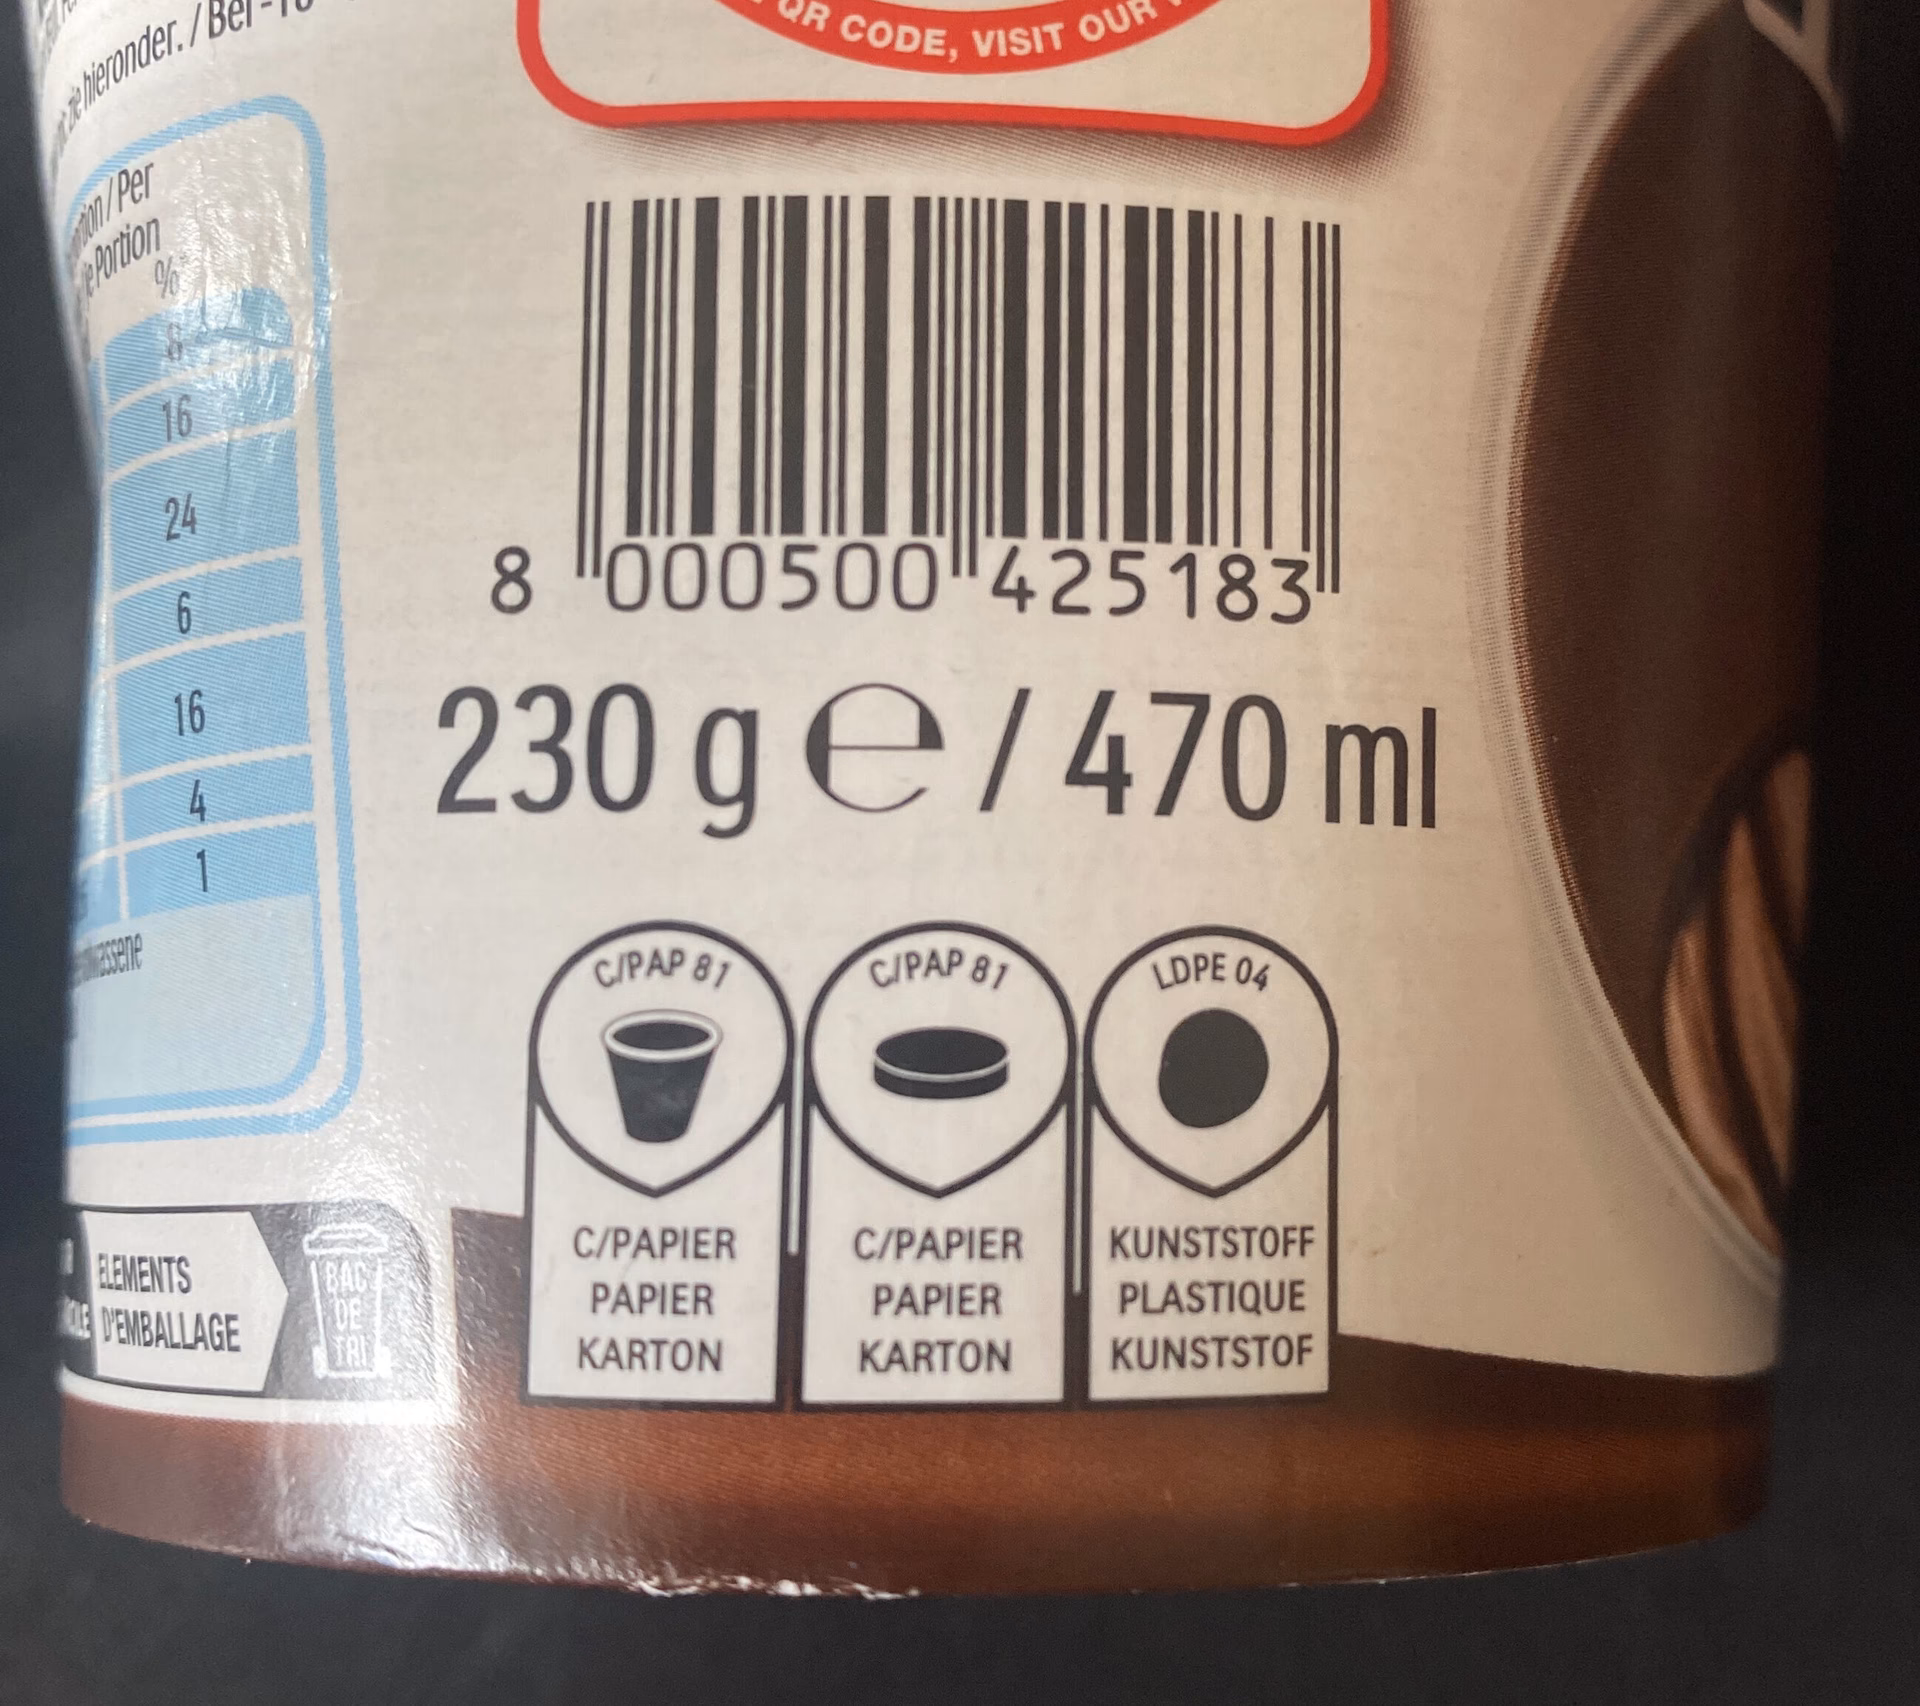 QR CODE, VISIT OUR
zie hieronder. / Bei -18
/ Per
Portion
%
8
16
24
6
16
4
1
8 000500 425183
230 g e / 470 ml
C/PAP 81
C/PAP 81
LDPE 04
C/PAPIER
PAPIER
KARTON
C/PAPIER
PAPIER
KARTON
KUNSTSTOFF
PLASTIQUE
KUNSTSTOF
ELEMENTS
D'EMBALLAGE
BAC
DE
TRI